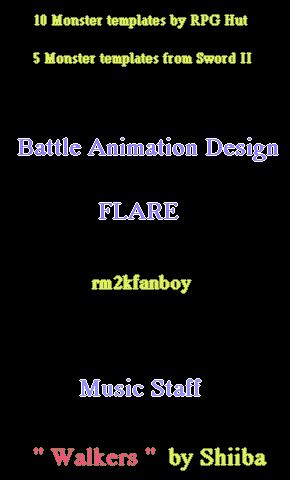 10 Monster templates by RPG Hut
5 Monster templates from Sword II
Battle Animation Design
FLARE
rm2kfanboy
Music Staff
" Walkers " by Shiiba